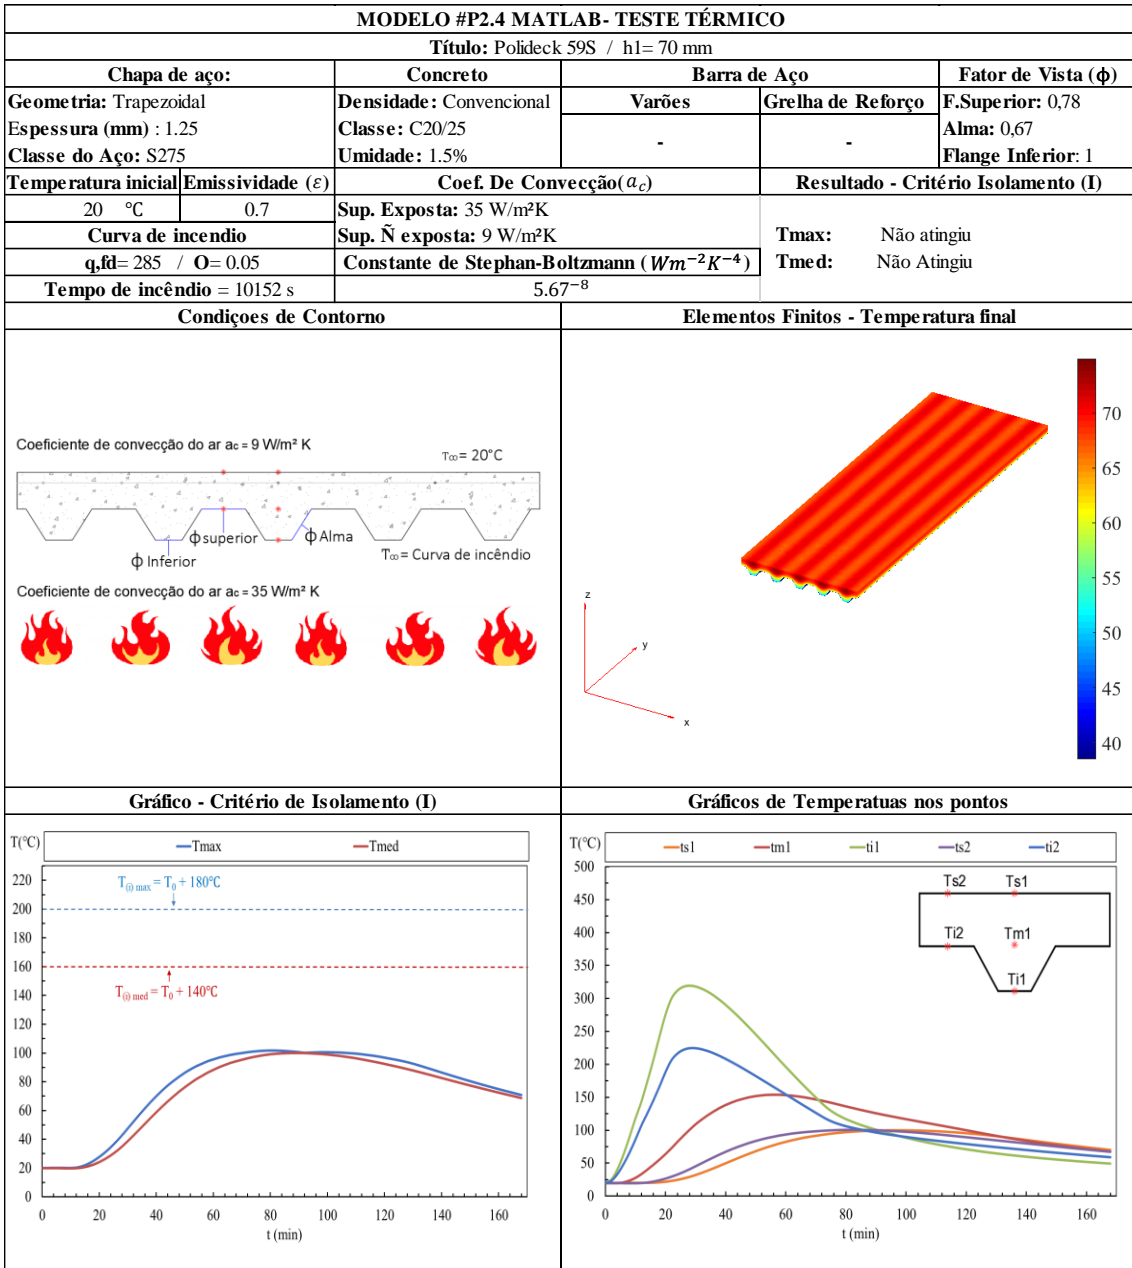 MODELO #P2.4 MATLAB- TESTE TÉRMICO
Título: Polideck 59S / h1= 70 mm
Chapa de aço:
Concreto
Barra de Aço
Fator de Vista (ϕ)
Geometria: Trapezoidal
Espessura (mm) : 1.25
Classe do Aço: S275
Densidade: Convencional
Classe: C20/25
Umidade: 1.5%
Varões
Grelha de Reforço
-
-
F.Superior: 0,78
Alma: 0,67
Flange Inferior: 1
Temperatura inicial
Emissividade (ε)
Coef. De Convecção(a_c)
Resultado - Critério Isolamento (I)
20 °C
0.7
Sup. Exposta: 35 W/m²K
Sup. Ñ exposta: 9 W/m²K
Tmax: Não atingiu
Tmed: Não Atingiu
Curva de incendio
q,fd= 285 / O= 0.05
Constante de Stephan-Boltzmann (Wm⁻²K⁻⁴)
Tempo de incêndio = 10152 s
5.67⁻⁸
Condiçoes de Contorno
Elementos Finitos - Temperatura final
Coeficiente de convecção do ar ac = 9 W/m² K
T∞= 20°C
ϕ superior
ϕ Alma
ϕ Inferior
T∞= Curva de incêndio
Coeficiente de convecção do ar ac = 35 W/m² K
z
y
x
70
65
60
55
50
45
40
Gráfico - Critério de Isolamento (I)
Gráficos de Temperatuas nos pontos
T(°C)
Tmax
Tmed
220
200
180
160
140
120
100
80
60
40
20
0
T(i) max = T0 + 180℃
T(i) med = T0 + 140℃
0 20 40 60 80 100 120 140 160
t (min)
T(°C)
ts1
tm1
ti1
ts2
ti2
500
450
400
350
300
250
200
150
100
50
0
Ts2
Ts1
Ti2
Tm1
Ti1
0 20 40 60 80 100 120 140 160
t (min)